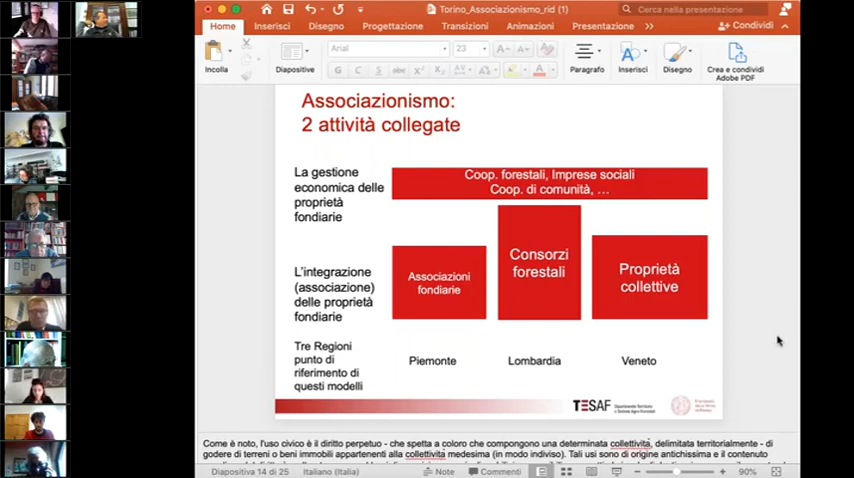 Torino_Associazionismo_rid (1)
Cerca nella presentazione
Home Inserisci Disegno Progettazione Transizioni Animazioni Presentazione >> Condividi
Incolla Diapositive Arial 23 Paragrafo Inserisci Disegno Crea e condividi
Adobe PDF
G C S abc X X
Associazionismo:
2 attività collegate
La gestione
economica delle
proprietà
fondiarie
Coop. forestali, Imprese sociali
Coop. di comunità, …
L'integrazione
(associazione)
delle proprietà
fondiarie
Associazioni
fondiarie
Consorzi
forestali
Proprietà
collettive
Tre Regioni
punto di
riferimento di
questi modelli
Piemonte Lombardia Veneto
TESAF
Come è noto, l'uso civico è il diritto perpetuo - che spetta a coloro che compongono una determinata collettività, delimitata territorialmente - di
godere di terreni o beni immobili appartenenti alla collettività medesima (in modo indiviso). Tali usi sono di origine antichissima e il contenuto
Diapositiva 14 di 25 Italiano (Italia) Note Commenti 90%